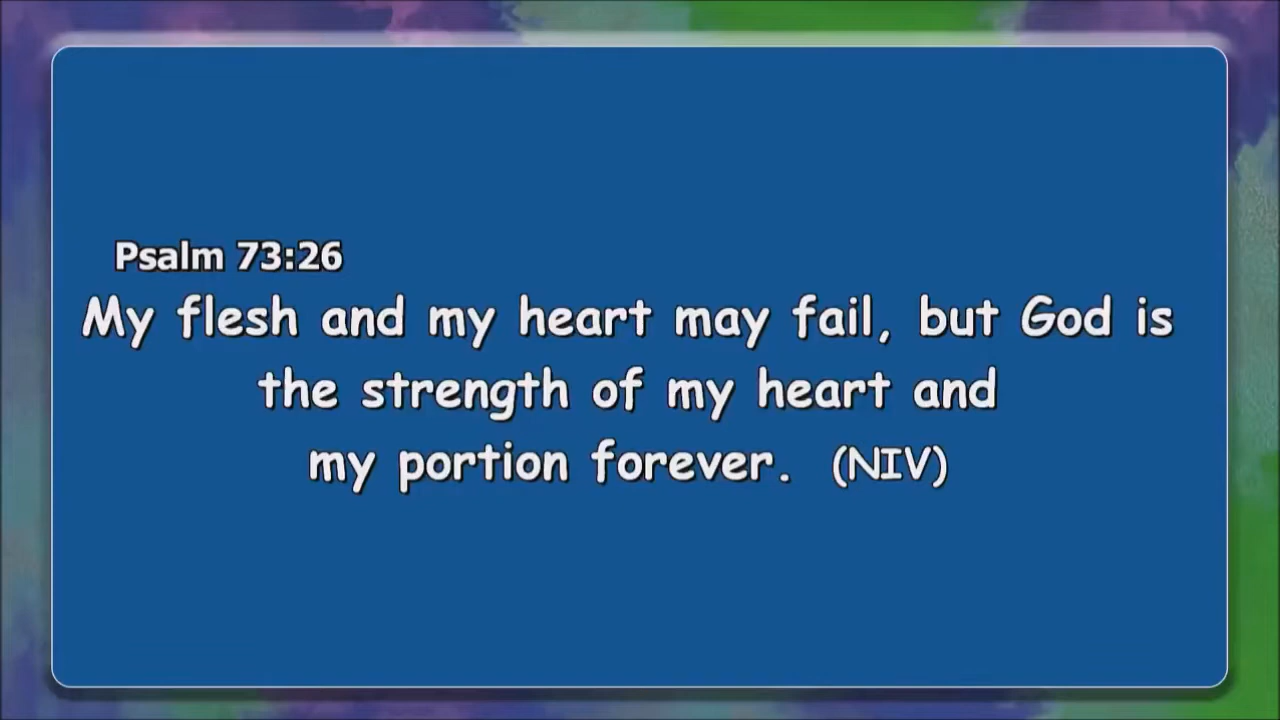 Psalm 73:26
My flesh and my heart may fail, but God is
the strength of my heart and
my portion forever. (NIV)